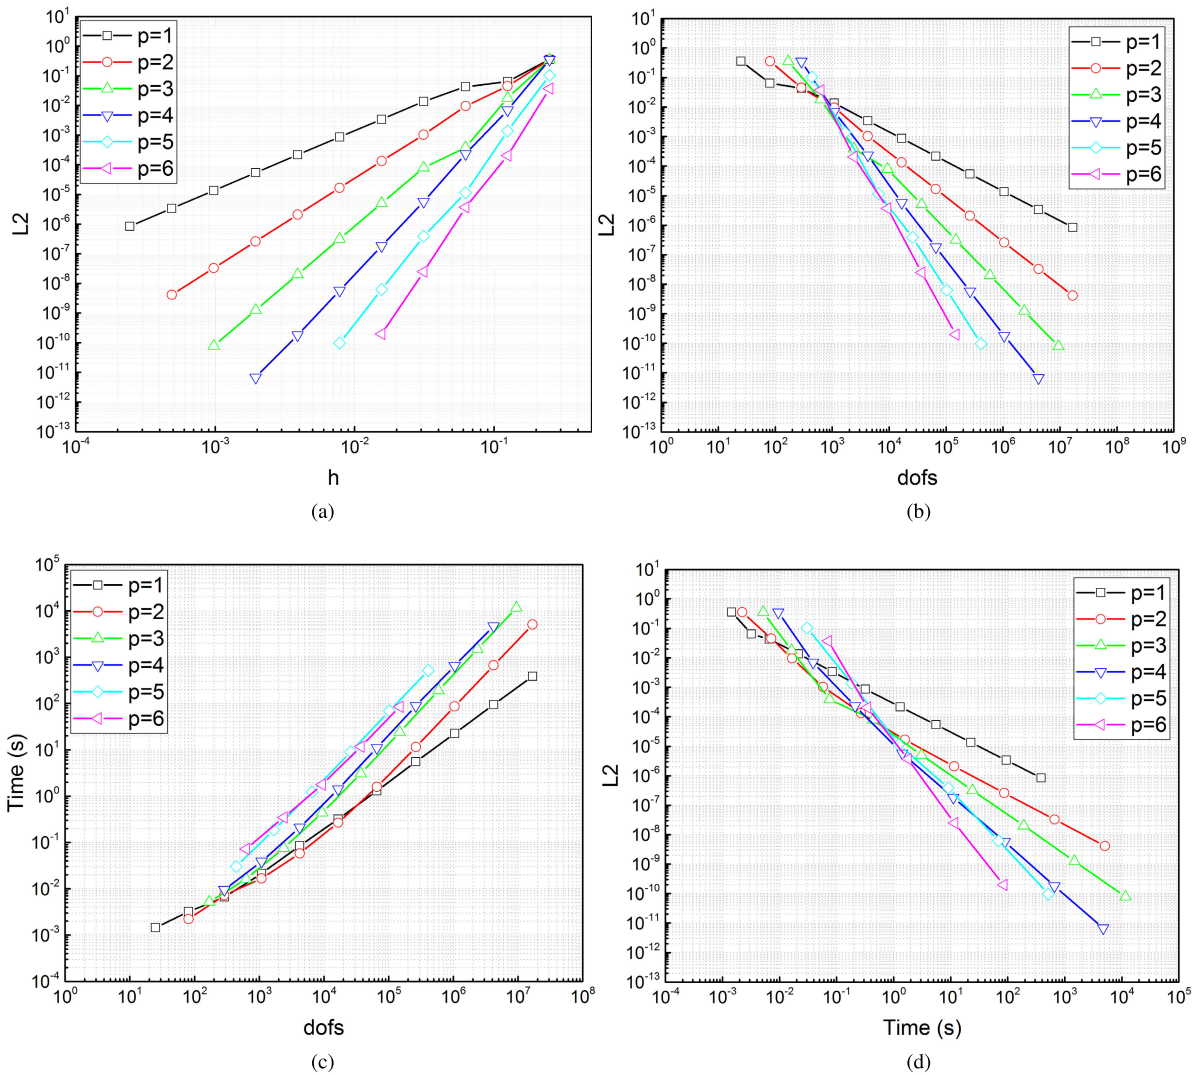 p=1
p=2
p=3
p=4
p=5
p=6
10^1
10^0
10^-1
10^-2
10^-3
10^-4
10^-5
10^-6
10^-7
10^-8
10^-9
10^-10
10^-11
10^-12
10^-13
L2
10^-4 10^-3 10^-2 10^-1
h
(a)
p=1
p=2
p=3
p=4
p=5
p=6
10^1
10^0
10^-1
10^-2
10^-3
10^-4
10^-5
10^-6
10^-7
10^-8
10^-9
10^-10
10^-11
10^-12
10^-13
L2
10^0 10^1 10^2 10^3 10^4 10^5 10^6 10^7 10^8 10^9
dofs
(b)
p=1
p=2
p=3
p=4
p=5
p=6
10^5
10^4
10^3
10^2
10^1
10^0
10^-1
10^-2
10^-3
10^-4
Time (s)
10^0 10^1 10^2 10^3 10^4 10^5 10^6 10^7 10^8
dofs
(c)
p=1
p=2
p=3
p=4
p=5
p=6
10^1
10^0
10^-1
10^-2
10^-3
10^-4
10^-5
10^-6
10^-7
10^-8
10^-9
10^-10
10^-11
10^-12
10^-13
L2
10^-4 10^-3 10^-2 10^-1 10^0 10^1 10^2 10^3 10^4 10^5
Time (s)
(d)